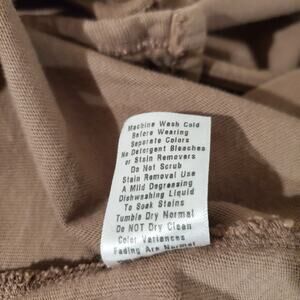 Machine Wash Cold
Before Wearing
Separate Colors
No Detergent Bleaches
or Stain Removers
Do Not Scrub
Stain Removal Use
A Mild Degreasing
Dishwashing Liquid
To Soak Stains
Tumble Dry Normal
Do NOT Dry Clean
Color Variances
Fading Are Normal